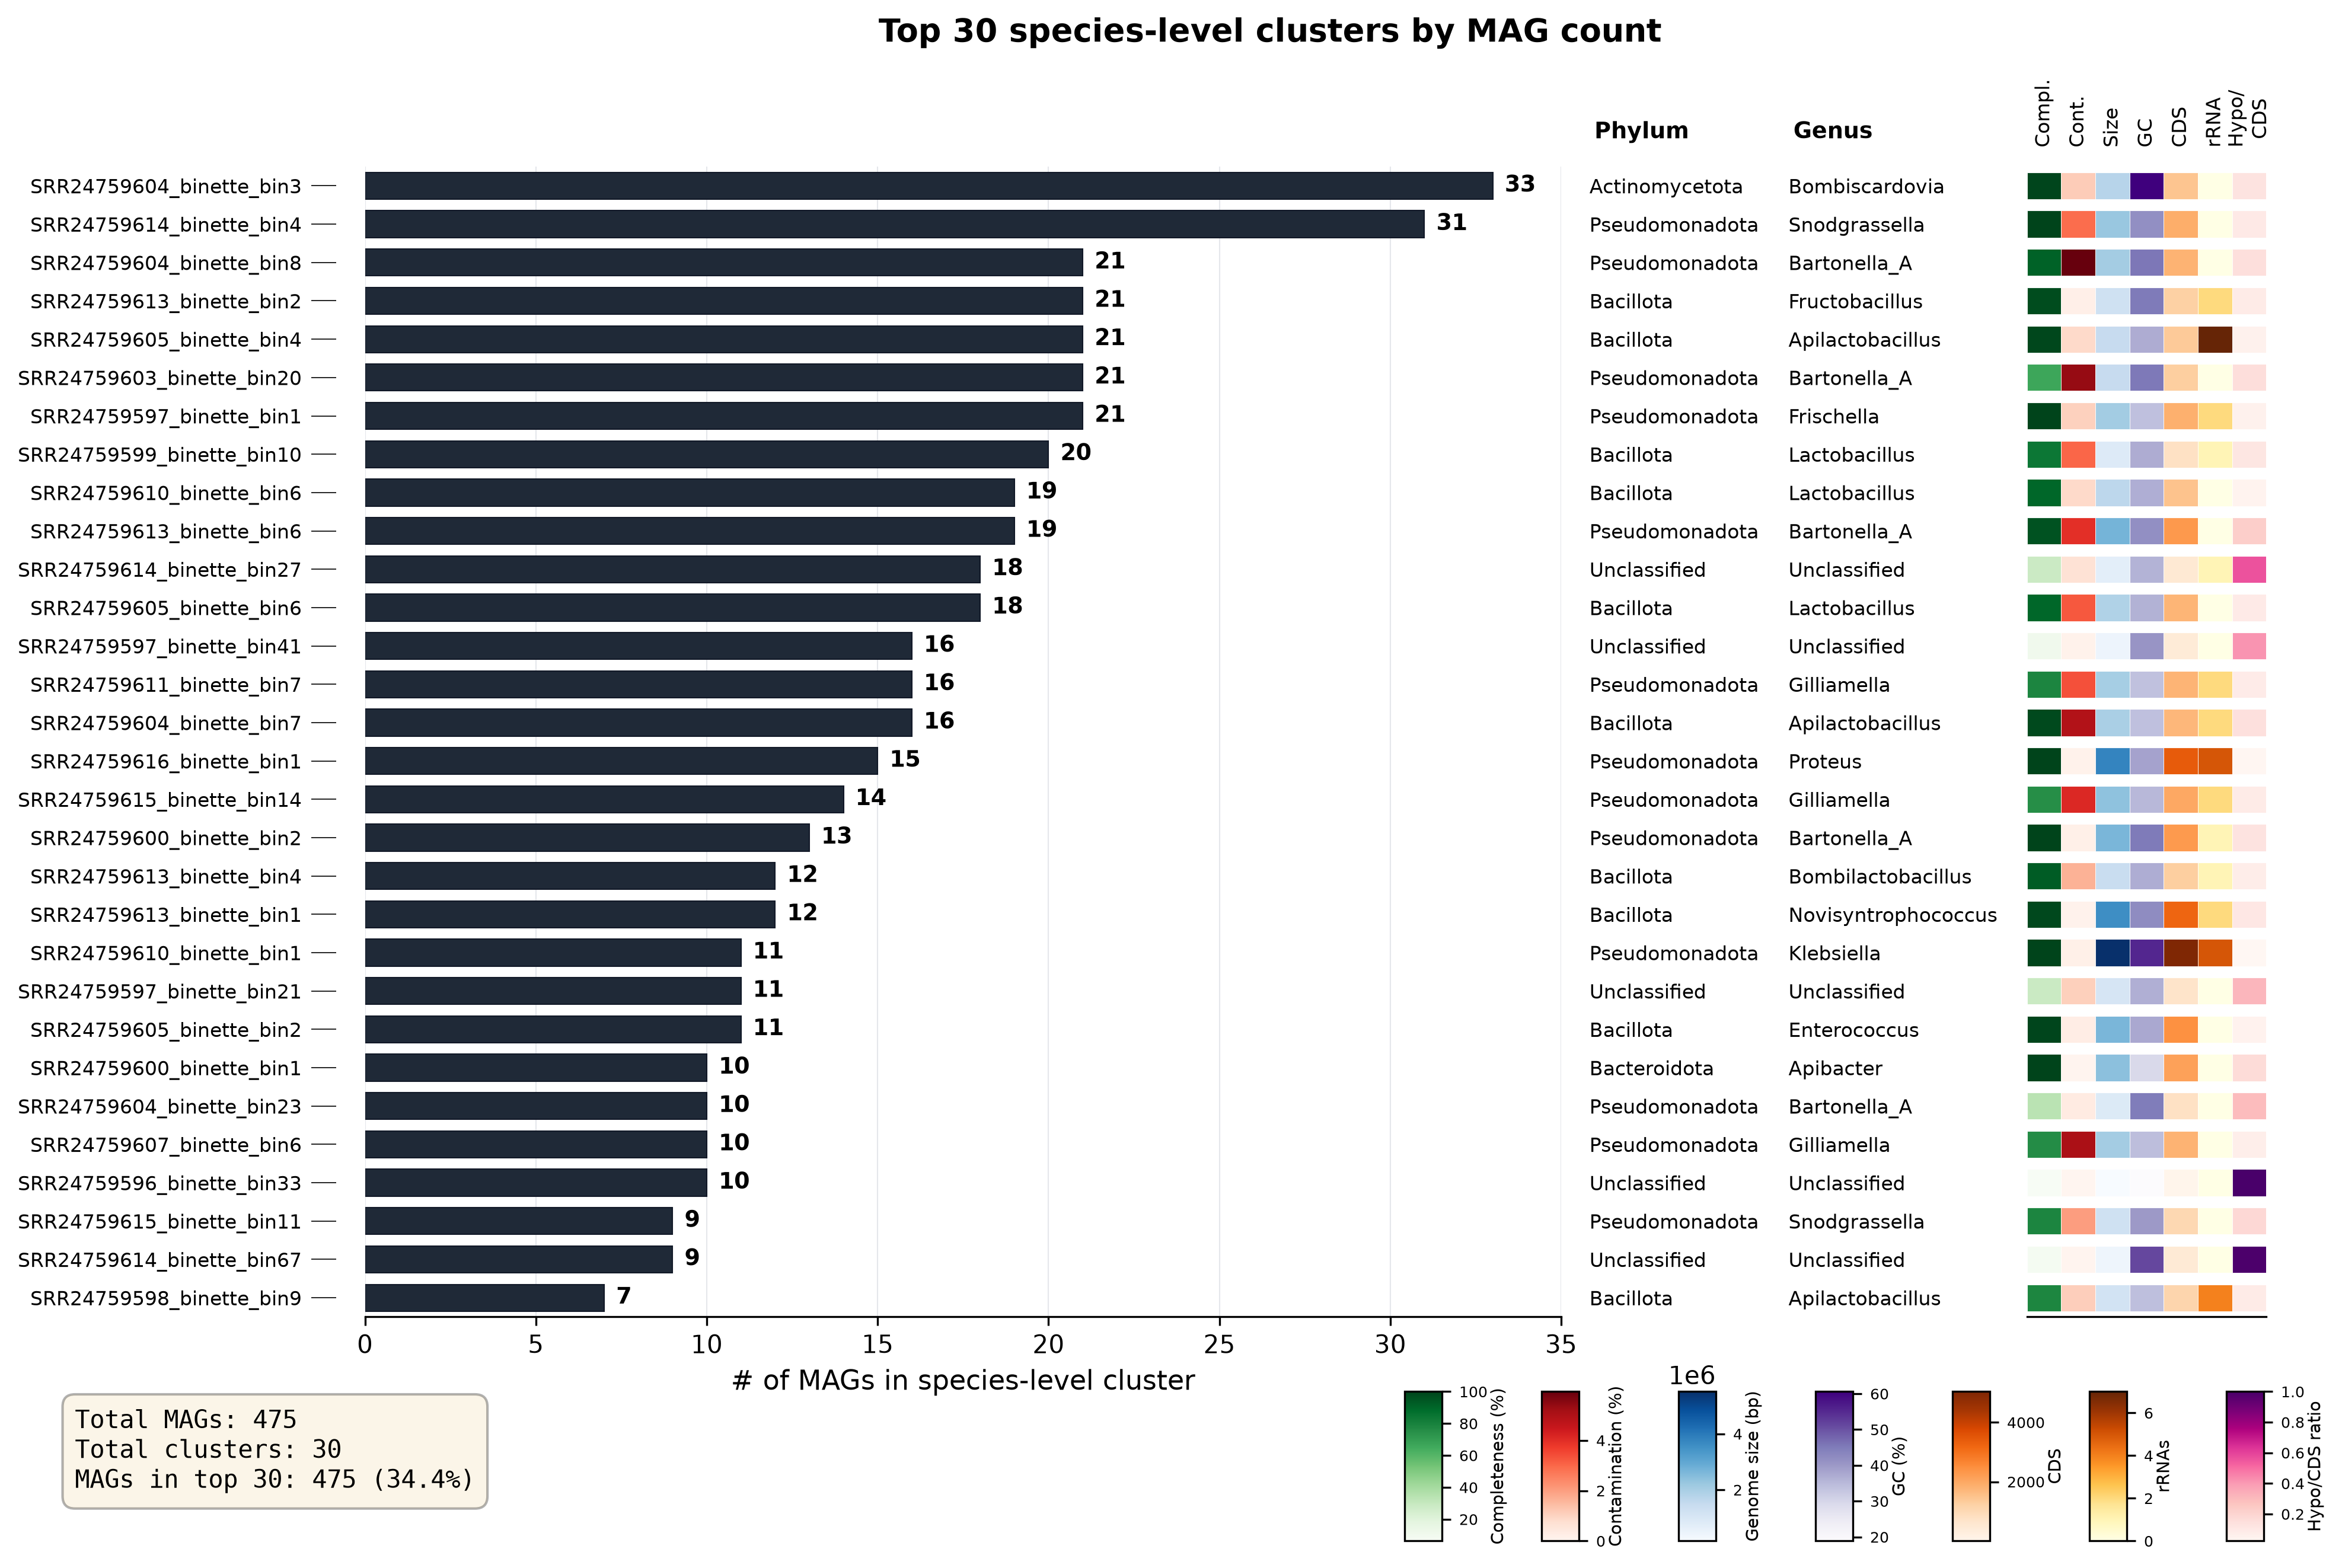 Top 30 species-level clusters by MAG count
Phylum Genus Compl. Cont. Size GC CDS rRNA Hypo/
CDS
SRR24759604_binette_bin3 33 Actinomycetota Bombiscardovia
SRR24759614_binette_bin4 31 Pseudomonadota Snodgrassella
SRR24759604_binette_bin8 21 Pseudomonadota Bartonella_A
SRR24759613_binette_bin2 21 Bacillota Fructobacillus
SRR24759605_binette_bin4 21 Bacillota Apilactobacillus
SRR24759603_binette_bin20 21 Pseudomonadota Bartonella_A
SRR24759597_binette_bin1 21 Pseudomonadota Frischella
SRR24759599_binette_bin10 20 Bacillota Lactobacillus
SRR24759610_binette_bin6 19 Bacillota Lactobacillus
SRR24759613_binette_bin6 19 Pseudomonadota Bartonella_A
SRR24759614_binette_bin27 18 Unclassified Unclassified
SRR24759605_binette_bin6 18 Bacillota Lactobacillus
SRR24759597_binette_bin41 16 Unclassified Unclassified
SRR24759611_binette_bin7 16 Pseudomonadota Gilliamella
SRR24759604_binette_bin7 16 Bacillota Apilactobacillus
SRR24759616_binette_bin1 15 Pseudomonadota Proteus
SRR24759615_binette_bin14 14 Pseudomonadota Gilliamella
SRR24759600_binette_bin2 13 Pseudomonadota Bartonella_A
SRR24759613_binette_bin4 12 Bacillota Bombilactobacillus
SRR24759613_binette_bin1 12 Bacillota Novisyntrophococcus
SRR24759610_binette_bin1 11 Pseudomonadota Klebsiella
SRR24759597_binette_bin21 11 Unclassified Unclassified
SRR24759605_binette_bin2 11 Bacillota Enterococcus
SRR24759600_binette_bin1 10 Bacteroidota Apibacter
SRR24759604_binette_bin23 10 Pseudomonadota Bartonella_A
SRR24759607_binette_bin6 10 Pseudomonadota Gilliamella
SRR24759596_binette_bin33 10 Unclassified Unclassified
SRR24759615_binette_bin11 9 Pseudomonadota Snodgrassella
SRR24759614_binette_bin67 9 Unclassified Unclassified
SRR24759598_binette_bin9 7 Bacillota Apilactobacillus
0 5 10 15 20 25 30 35
# of MAGs in species-level cluster
Total MAGs: 475
Total clusters: 30
MAGs in top 30: 475 (34.4%)
100 80 60 40 20 Completeness (%)
4 2 0 Contamination (%)
1e6
4 2 Genome size (bp)
60 50 40 30 20 GC (%)
4000 2000 CDS
6 4 2 0 rRNAs
1.0 0.8 0.6 0.4 0.2 Hypo/CDS ratio